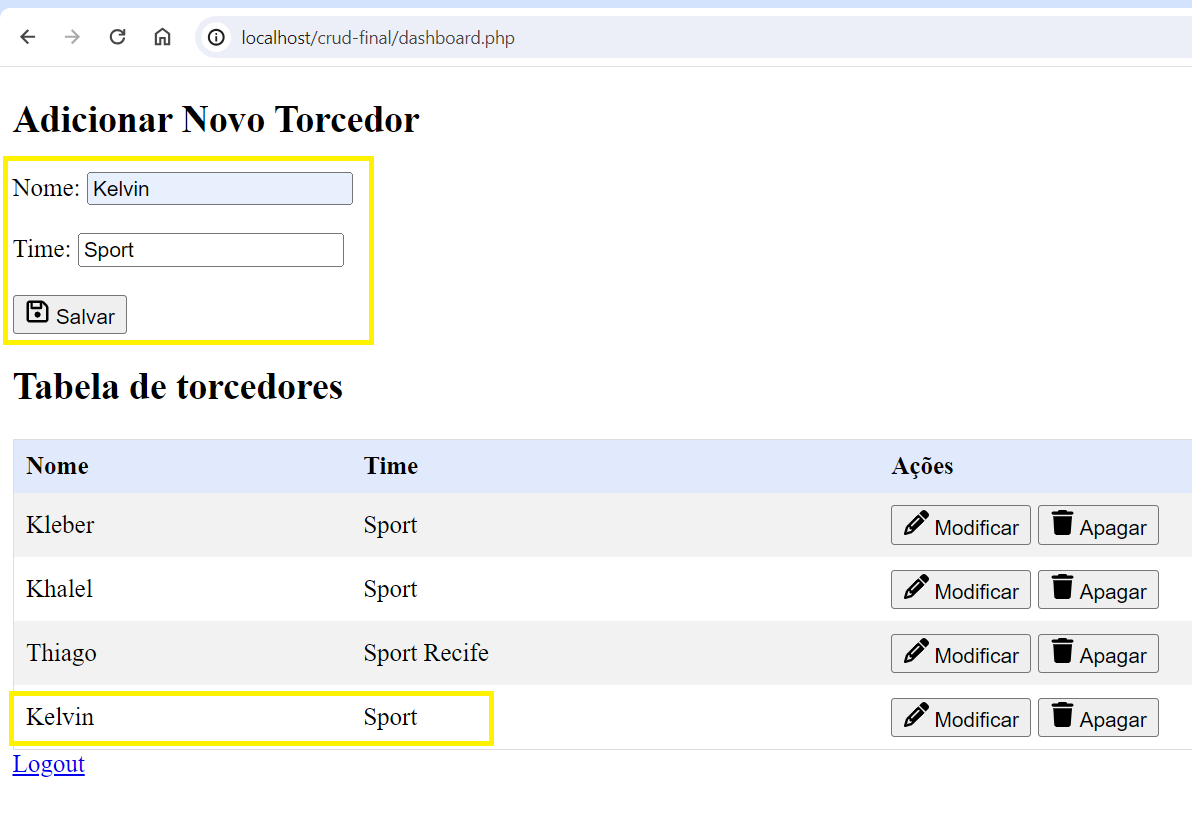 localhost/crud-final/dashboard.php
Adicionar Novo Torcedor
Nome: Kelvin
Time: Sport
Salvar
Tabela de torcedores
Nome Time Ações
Kleber Sport Modificar Apagar
Khalel Sport Modificar Apagar
Thiago Sport Recife Modificar Apagar
Kelvin Sport Modificar Apagar
Logout